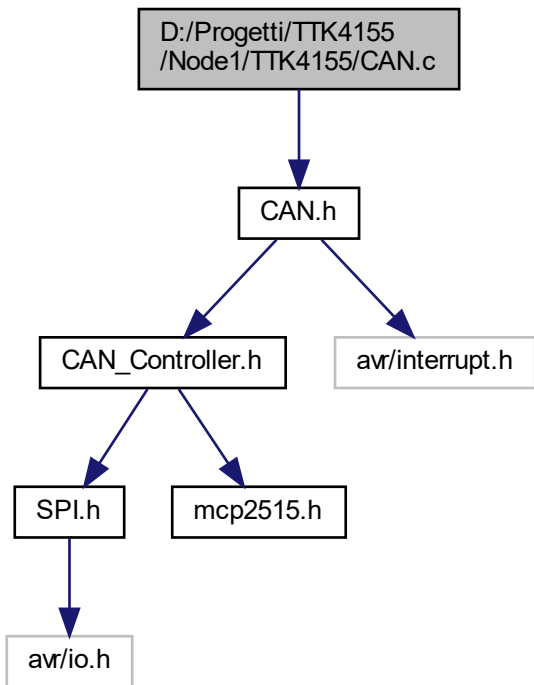 D:/Progetti/TTK4155
/Node1/TTK4155/CAN.c
CAN.h
CAN_Controller.h
avr/interrupt.h
SPI.h
mcp2515.h
avr/io.h